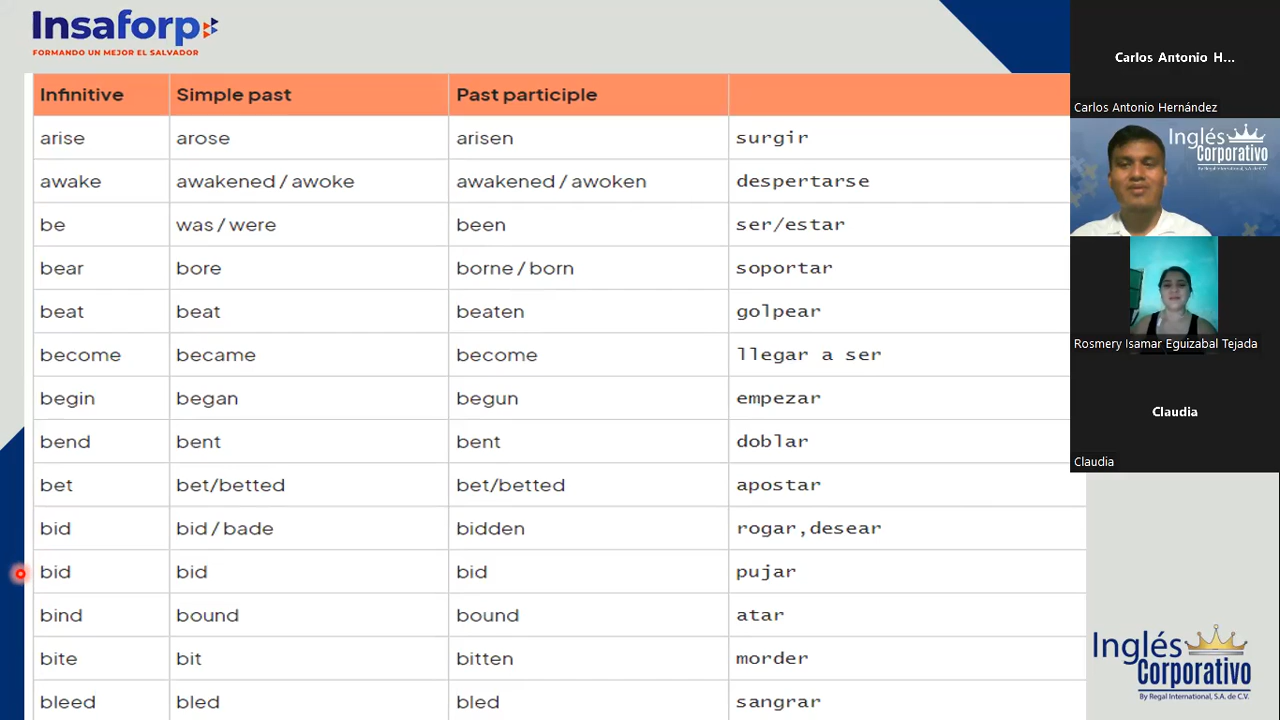 Insaforp
FORMANDO UN MEJOR EL SALVADOR
Infinitive Simple past Past participle
arise arose arisen surgir
awake awakened / awoke awakened / awoken despertarse
be was / were been ser/estar
bear bore borne / born soportar
beat beat beaten golpear
become became become llegar a ser
begin began begun empezar
bend bent bent doblar
bet bet/betted bet/betted apostar
bid bid / bade bidden rogar,desear
bid bid bid pujar
bind bound bound atar
bite bit bitten morder
bleed bled bled sangrar
Carlos Antonio H...
Carlos Antonio Hernández
Inglés
Corporativo
By Regal International, S.A. de C.V.
Rosmery Isamar Eguizabal Tejada
Claudia
Claudia
Inglés
Corporativo
By Regal International, S.A. de C.V.